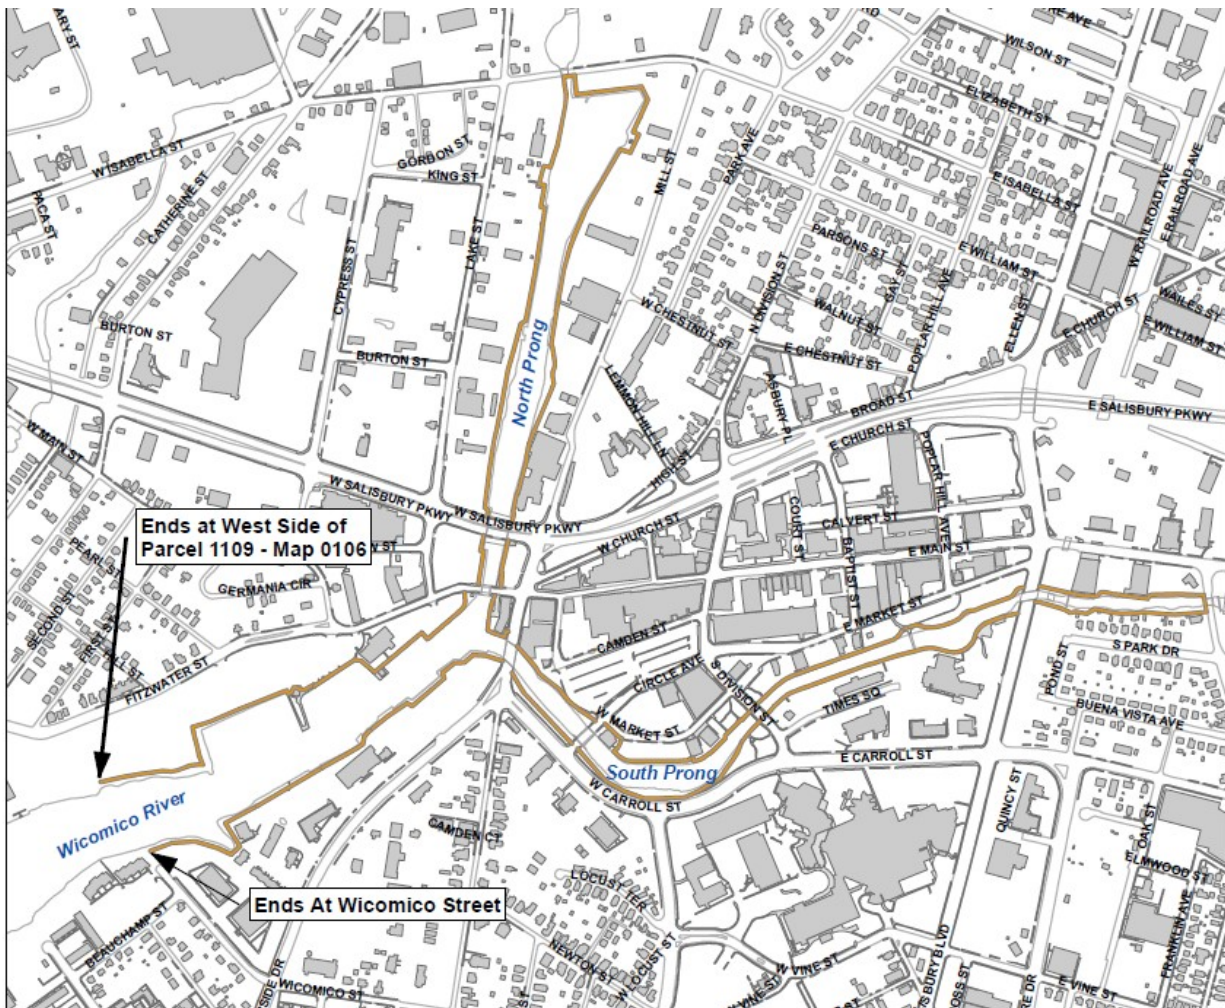 ARY ST
WILSON ST
ELIZABETH ST
W ISABELLA ST
GORDON ST
KING ST
MILL ST
PARK AVE
E ISABELLA ST
W RAILROAD AVE
E RAILROAD AVE
PACA ST
CATHERINE ST
CYPRESS ST
LAKE ST
PARSONS ST
E WILLIAM ST
N DIVISION ST
GAY ST
POPLAR HILL AVE
WALNUT ST
W CHESTNUT ST
E CHESTNUT ST
ELLEN ST
E CHURCH ST
WAILES ST
E WILLIAM ST
BURTON ST
BURTON ST
North Prong
LEMMON HILL LN
ASBURY PL
BROAD ST
E SALISBURY PKWY
E CHURCH ST
W MAIN ST
HIGH ST
POPLAR HILL AVE
W SALISBURY PKWY
W SALISBURY PKWY
Ends at West Side of
Parcel 1109 - Map 0106
W CHURCH ST
COURT ST
CALVERT ST
BAPTIST ST
E MAIN ST
PEARL ST
GERMANIA CIR
SECOND ST
FIRST ST
HILL ST
FITZWATER ST
CAMDEN ST
E MARKET ST
CIRCLE AVE
S DIVISION ST
TIMES SQ
W MARKET ST
POND ST
S PARK DR
BUENA VISTA AVE
E CARROLL ST
South Prong
W CARROLL ST
Wicomico River
CAMDEN CT
QUINCY ST
OAK ST
ELMWOOD ST
LOCUST TER
Ends At Wicomico Street
BEAUCHAMP ST
NEWTON ST
W LOCUST ST
W VINE ST
FRANKLIN AVE
WICOMICO ST
E VINE ST